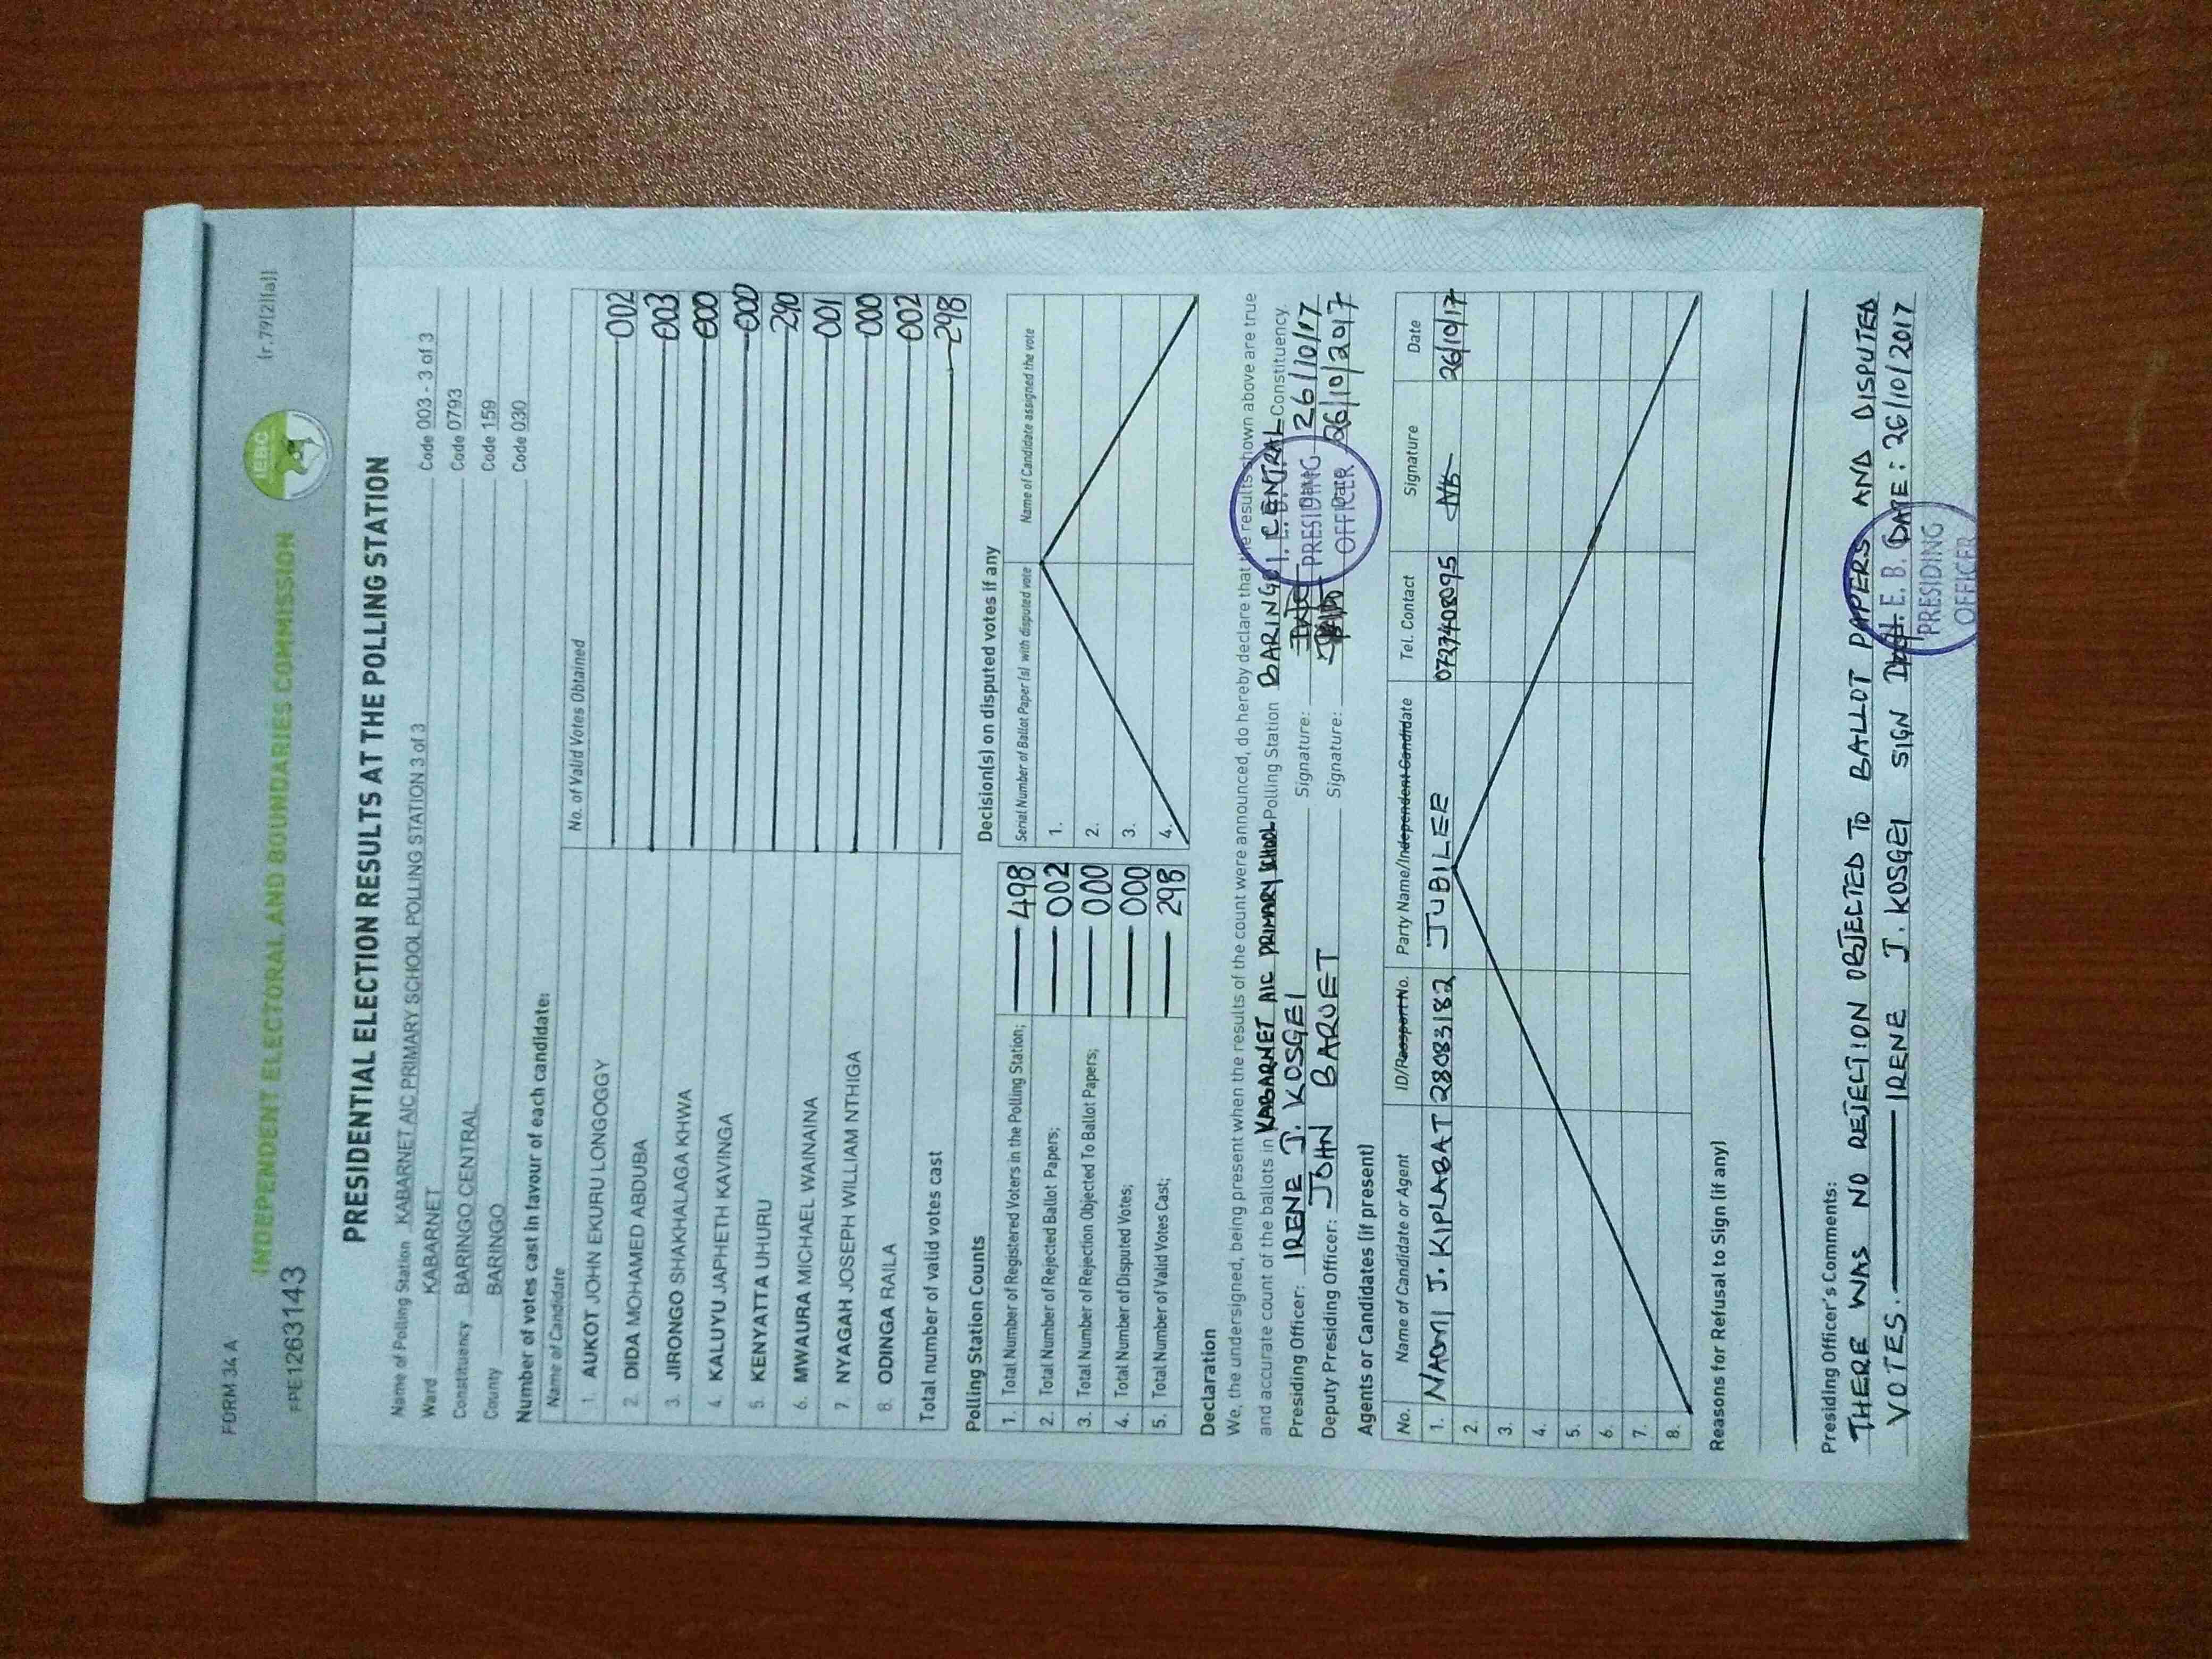 FORM 34 A
(r.79(2)(a))
PE1263143
INDEPENDENT ELECTORAL AND BOUNDARIES COMMISSION
IEBC
PRESIDENTIAL ELECTION RESULTS AT THE POLLING STATION
Name of Polling Station KABARNET AIC PRIMARY SCHOOL POLLING STATION 3 of 3 Code 003 - 3 of 3
Ward KABARNET Code 0793
Constituency BARINGO CENTRAL Code 159
County BARINGO Code 030
Number of votes cast in favour of each candidate:
Name of Candidate No. of Valid Votes Obtained
1. AUKOT JOHN EKURU LONGOGGY 002
2. DIDA MOHAMED ABDUBA 003
3. JIRONGO SHAKHALAGA KHWA 000
4. KALUYU JAPHETH KAVINGA 000
5. KENYATTA UHURU 290
6. MWAURA MICHAEL WAINAINA 001
7. NYAGAH JOSEPH WILLIAM NTHIGA 000
8. ODINGA RAILA 002
Total number of valid votes cast 298
Polling Station Counts
1. Total Number of Registered Voters in the Polling Station; 498
2. Total Number of Rejected Ballot Papers; 002
3. Total Number of Rejection Objected To Ballot Papers; 000
4. Total Number of Disputed Votes; 000
5. Total Number of Valid Votes Cast; 298
Decision(s) on disputed votes if any
Serial Number of Ballot Paper(s) with disputed vote Name of Candidate assigned the vote
1.
2.
3.
4.
Declaration
We, the undersigned, being present when the results of the count were announced, do hereby declare that the results shown above are true
and accurate count of the ballots in KABARNET AIC PRIMARY SCHOOL Polling Station BARINGO CENTRAL Constituency.
Presiding Officer: IRENE J. KOSGEI Signature: 26/10/17
Deputy Presiding Officer: JOHN BARUET Signature: Date 26/10/2017
PRESIDING
OFFICER
Agents or Candidates (if present)
No. Name of Candidate or Agent ID/Passport No. Party Name/Independent Candidate Tel. Contact Signature Date
1. NAOMI J. KIPLABAT 28083182 JUBILEE 0727408095 26/10/17
2.
3.
4.
5.
6.
7.
8.
Reasons for Refusal to Sign (if any)
Presiding Officer's Comments:
THERE WAS NO REJECTION OBJECTED TO BALLOT PAPERS AND DISPUTED
VOTES. IRENE J. KOSGEI SIGN DATE: 26/10/2017
I. E. B. C
PRESIDING
OFFICER